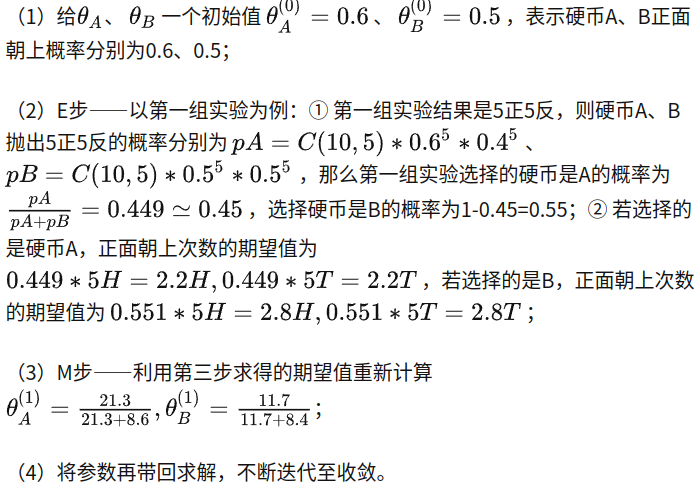 （1）给θ_A、 θ_B 一个初始值 θ_A^{(0)} = 0.6 、 θ_B^{(0)} = 0.5 ，表示硬币A、B正面
朝上概率分别为0.6、0.5；
（2）E步——以第一组实验为例：① 第一组实验结果是5正5反，则硬币A、B
抛出5正5反的概率分别为 pA = C(10, 5) * 0.6^5 * 0.4^5 、
pB = C(10, 5) * 0.5^5 * 0.5^5 ，那么第一组实验选择的硬币是A的概率为
\frac{pA}{pA+pB} = 0.449 ≃ 0.45 ，选择硬币是B的概率为1-0.45=0.55；② 若选择的
是硬币A，正面朝上次数的期望值为
0.449 * 5H = 2.2H, 0.449 * 5T = 2.2T ，若选择的是B，正面朝上次数
的期望值为 0.551 * 5H = 2.8H, 0.551 * 5T = 2.8T ；
（3）M步——利用第三步求得的期望值重新计算
θ_A^{(1)} = \frac{21.3}{21.3+8.6}, θ_B^{(1)} = \frac{11.7}{11.7+8.4}；
（4）将参数再带回求解，不断迭代至收敛。